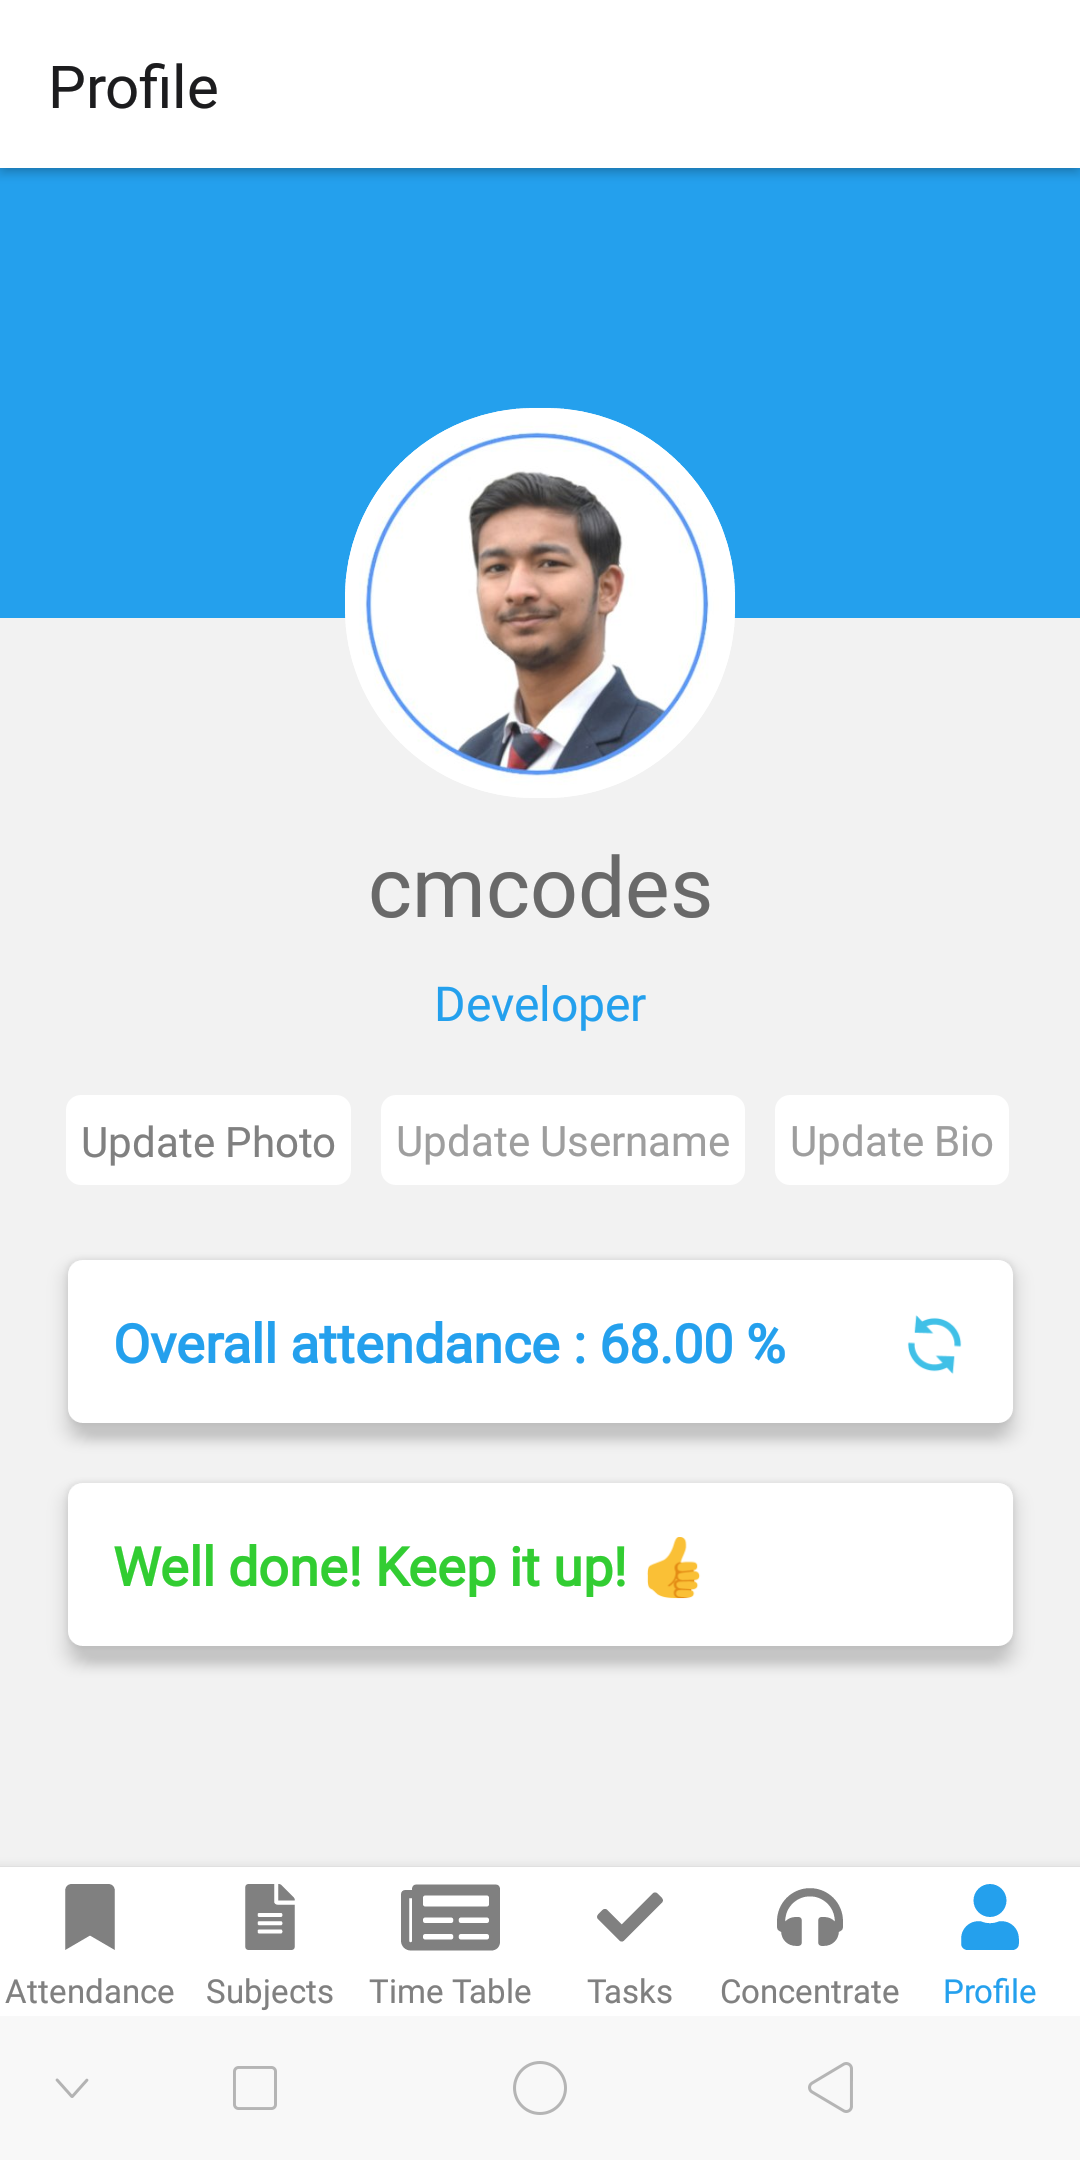 Profile
cmcodes
Developer
Update Photo Update Username Update Bio
Overall attendance : 68.00 %
Well done! Keep it up! 👍
Attendance Subjects Time Table Tasks Concentrate Profile